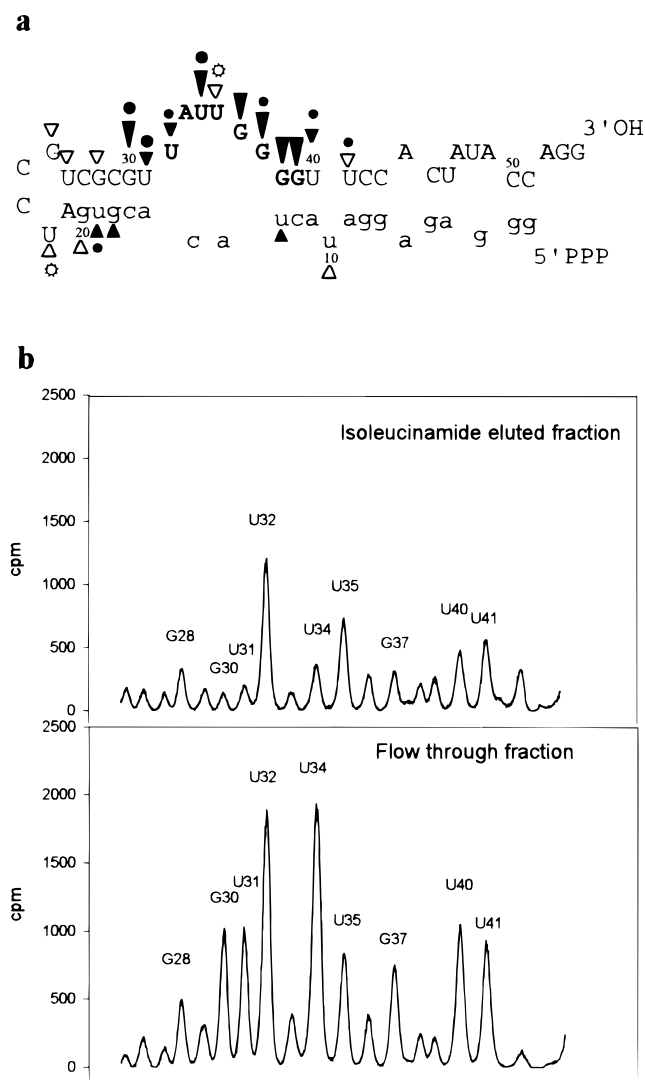 a
AUU
G
G
U
G
C
C
UCGCGU
30
GGU
40
UCC
A
CU
AUA
50
CC
AGG
3'OH
Agugca
U
20
c a
uca
u
10
agg
a
ga
g
gg
5'PPP
b
2500
2000
1500
1000
500
0
cpm
Isoleucinamide eluted fraction
G28
G30
U31
U32
U34
U35
G37
U40
U41
2500
2000
1500
1000
500
0
cpm
Flow through fraction
G28
G30
U31
U32
U34
U35
G37
U40
U41